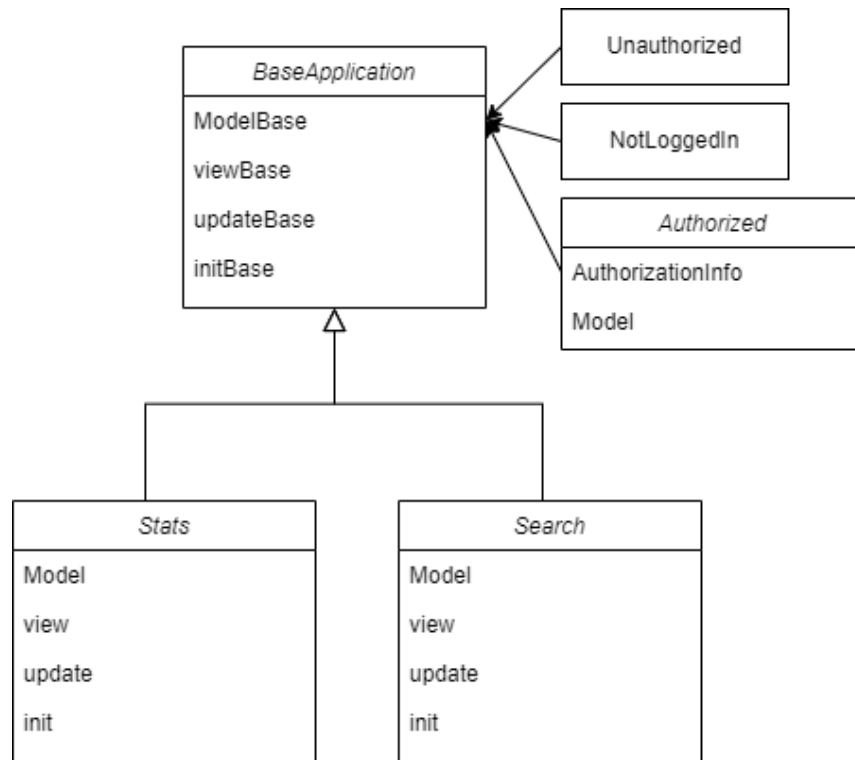 BaseApplication
ModelBase
viewBase
updateBase
initBase
Unauthorized
NotLoggedIn
Authorized
AuthorizationInfo
Model
Stats
Model
view
update
init
Search
Model
view
update
init